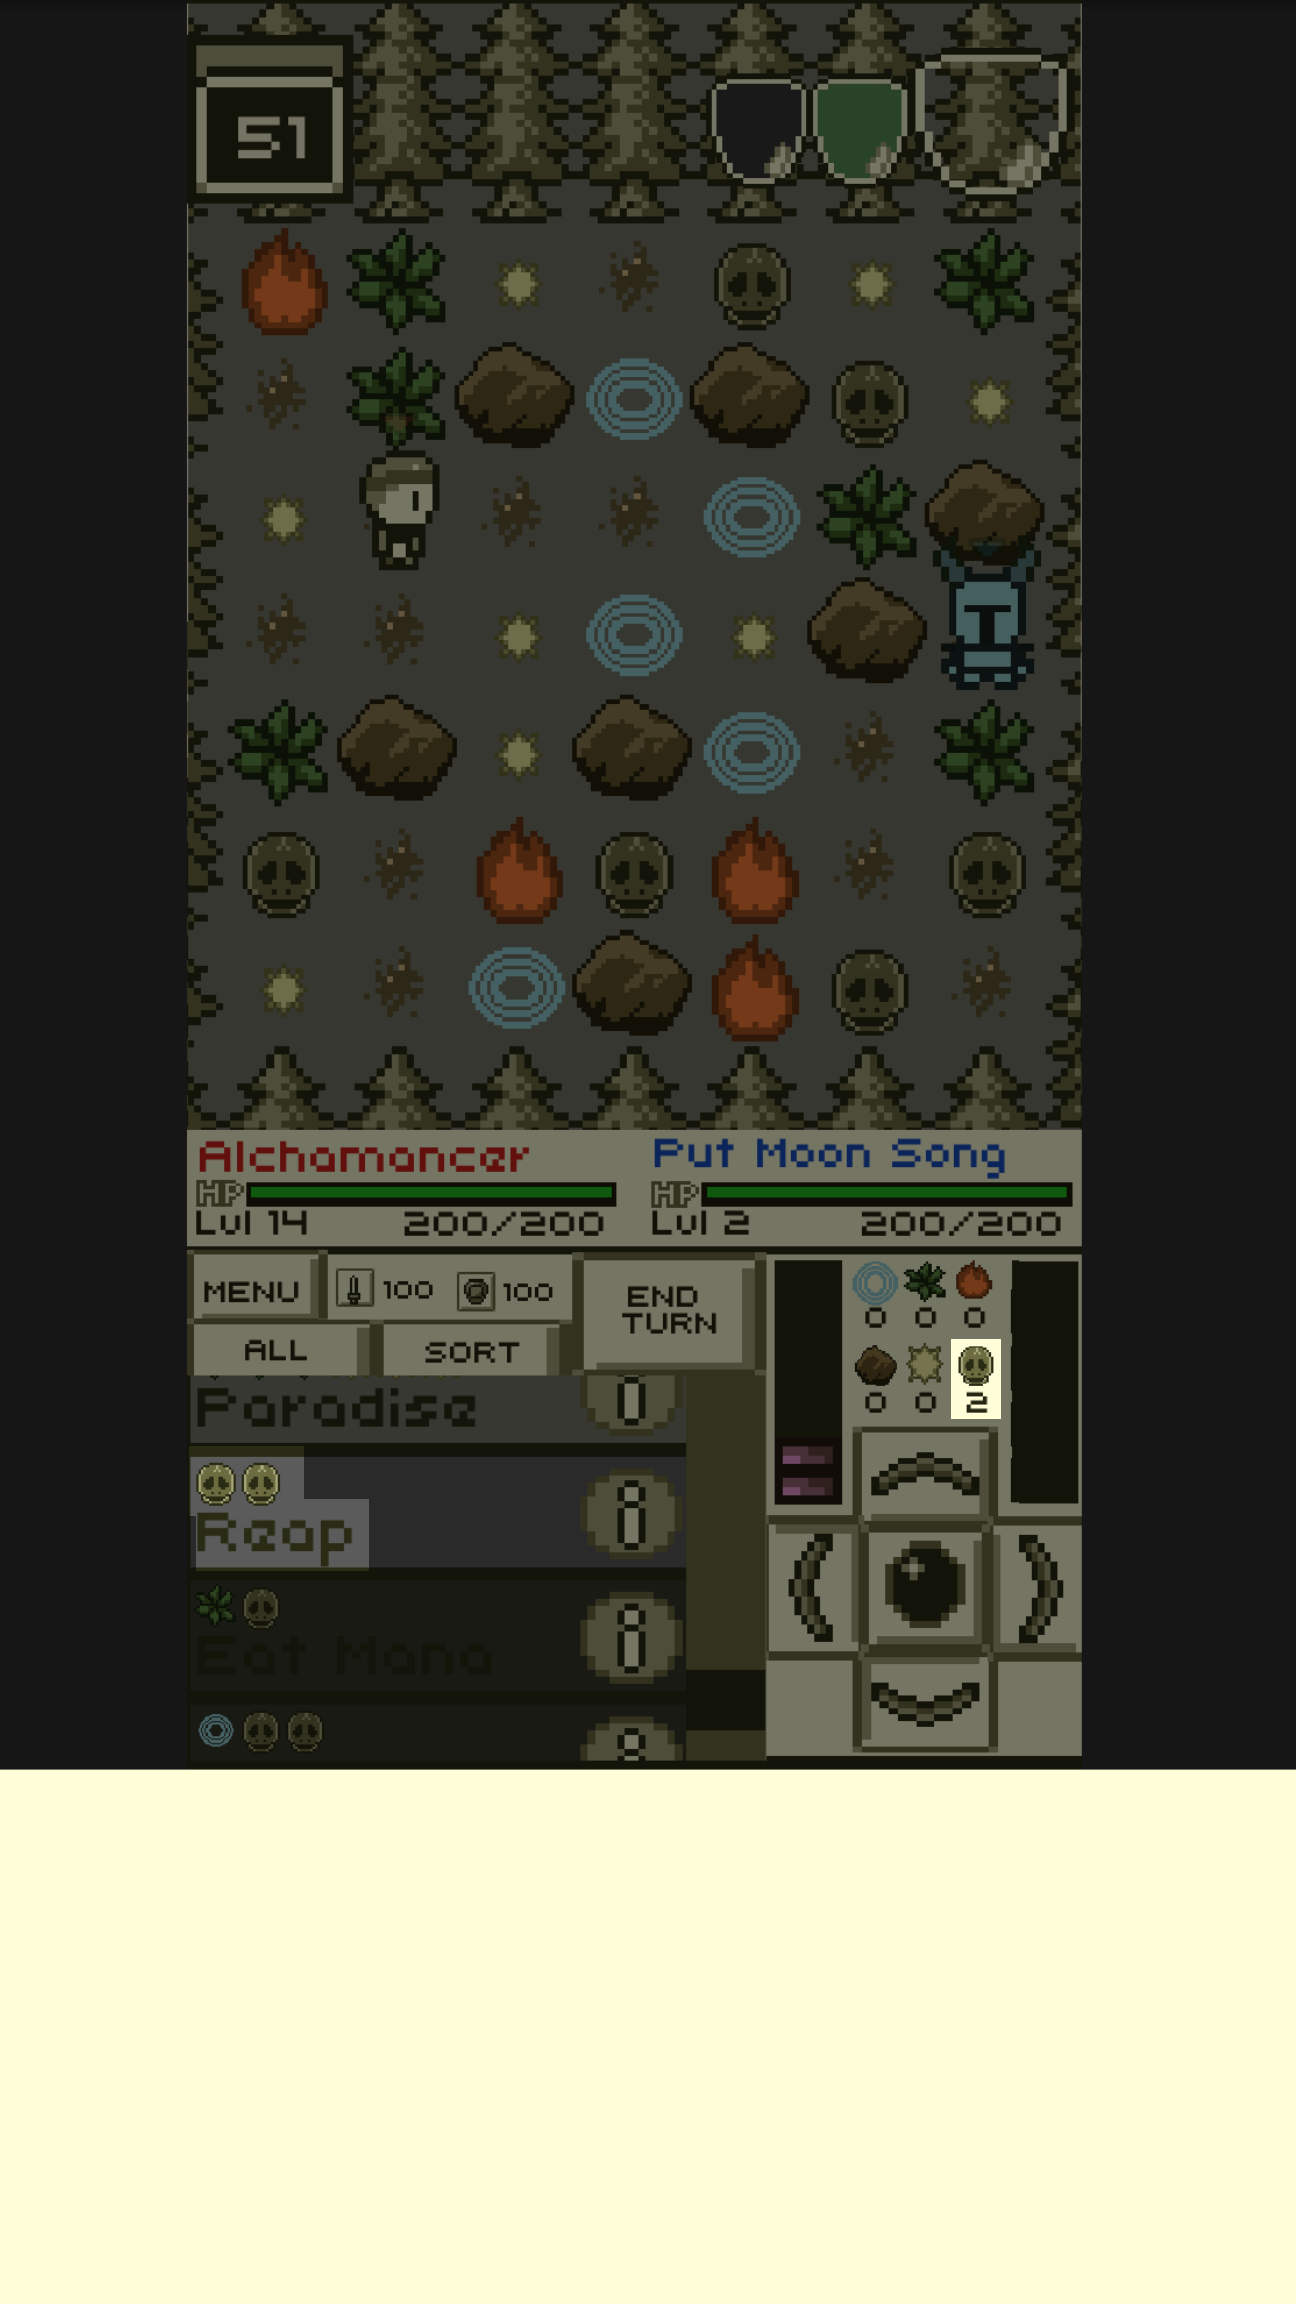 51
Alchamancer
Put Moon Song
HP
HP
Lvl 14
200/200
Lvl 2
200/200
MENU
100
100
END
TURN
ALL
SORT
0
0
0
0
0
2
Paradise
0
Reap
8
Eat Mana
8
8